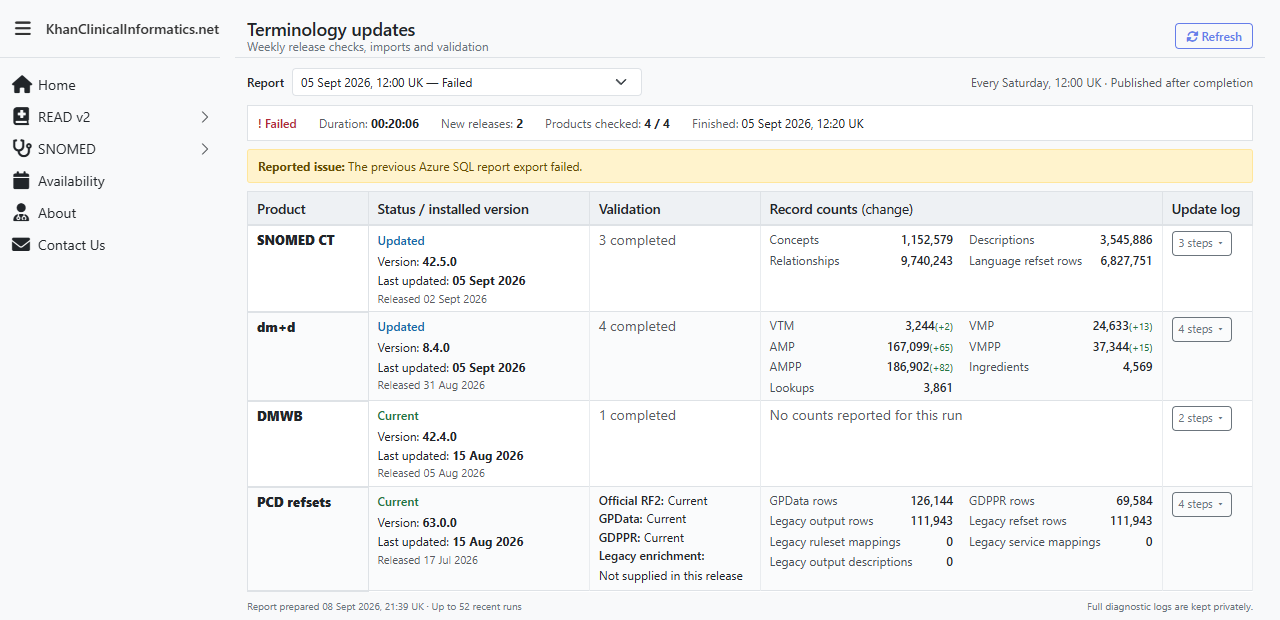 KhanClinicalInformatics.net
Home
READ v2
SNOMED
Availability
About
Contact Us
Terminology updates
Weekly release checks, imports and validation
Refresh
Report 05 Sept 2026, 12:00 UK — Failed
Every Saturday, 12:00 UK · Published after completion
! Failed Duration: 00:20:06 New releases: 2 Products checked: 4 / 4 Finished: 05 Sept 2026, 12:20 UK
Reported issue: The previous Azure SQL report export failed.
Product Status / installed version Validation Record counts (change) Update log
SNOMED CT
Updated
Version: 42.5.0
Last updated: 05 Sept 2026
Released 02 Sept 2026
3 completed
Concepts 1,152,579 Descriptions 3,545,886
Relationships 9,740,243 Language refset rows 6,827,751
3 steps
dm+d
Updated
Version: 8.4.0
Last updated: 05 Sept 2026
Released 31 Aug 2026
4 completed
VTM 3,244(+2) VMP 24,633(+13)
AMP 167,099(+65) VMPP 37,344(+15)
AMPP 186,902(+82) Ingredients 4,569
Lookups 3,861
4 steps
DMWB
Current
Version: 42.4.0
Last updated: 15 Aug 2026
Released 05 Aug 2026
1 completed
No counts reported for this run
2 steps
PCD refsets
Current
Version: 63.0.0
Last updated: 15 Aug 2026
Released 17 Jul 2026
Official RF2: Current
GPData: Current
GDPPR: Current
Legacy enrichment:
Not supplied in this release
GPData rows 126,144 GDPPR rows 69,584
Legacy output rows 111,943 Legacy refset rows 111,943
Legacy ruleset mappings 0 Legacy service mappings 0
Legacy output descriptions 0
4 steps
Report prepared 08 Sept 2026, 21:39 UK · Up to 52 recent runs
Full diagnostic logs are kept privately.